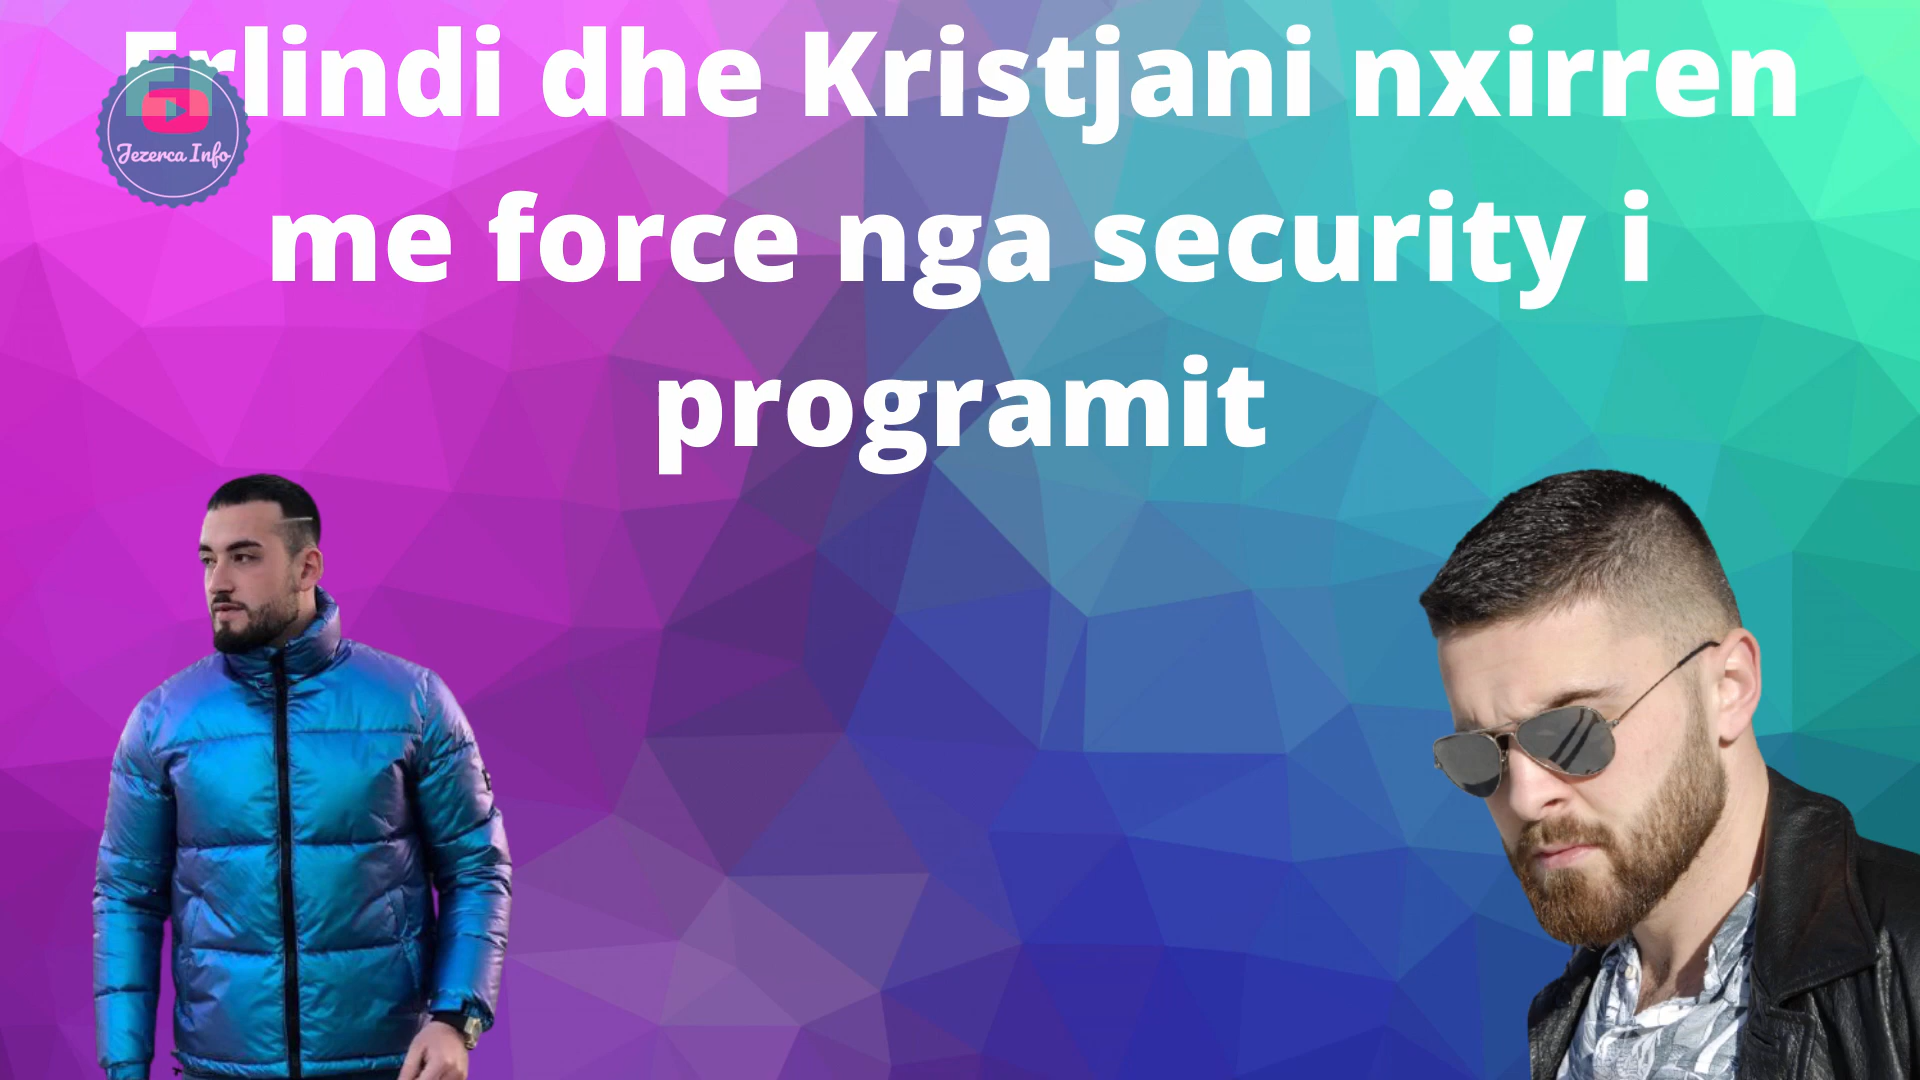 Erlindi dhe Kristjani nxirren
me force nga security i
programit
Jezerca Info